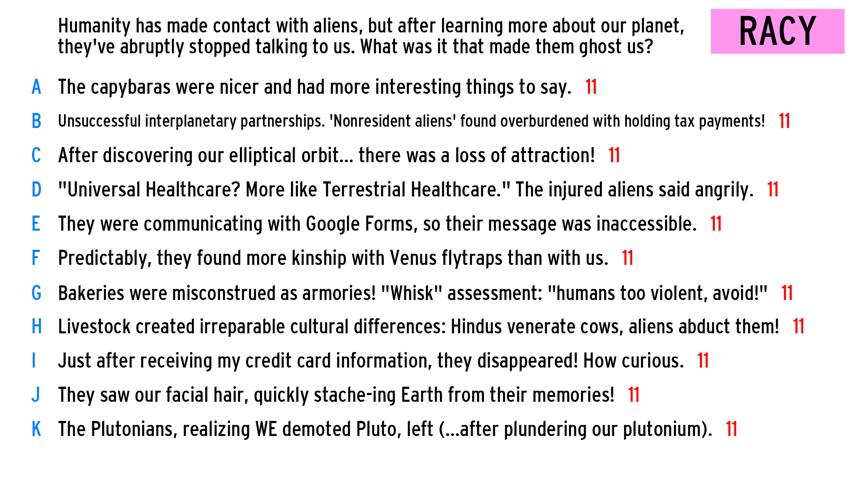 Humanity has made contact with aliens, but after learning more about our planet,
they've abruptly stopped talking to us. What was it that made them ghost us?
RACY
A The capybaras were nicer and had more interesting things to say. 11
B Unsuccessful interplanetary partnerships. 'Nonresident aliens' found overburdened with holding tax payments! 11
C After discovering our elliptical orbit... there was a loss of attraction! 11
D "Universal Healthcare? More like Terrestrial Healthcare." The injured aliens said angrily. 11
E They were communicating with Google Forms, so their message was inaccessible. 11
F Predictably, they found more kinship with Venus flytraps than with us. 11
G Bakeries were misconstrued as armories! "Whisk" assessment: "humans too violent, avoid!" 11
H Livestock created irreparable cultural differences: Hindus venerate cows, aliens abduct them! 11
I Just after receiving my credit card information, they disappeared! How curious. 11
J They saw our facial hair, quickly stache-ing Earth from their memories! 11
K The Plutonians, realizing WE demoted Pluto, left (...after plundering our plutonium). 11